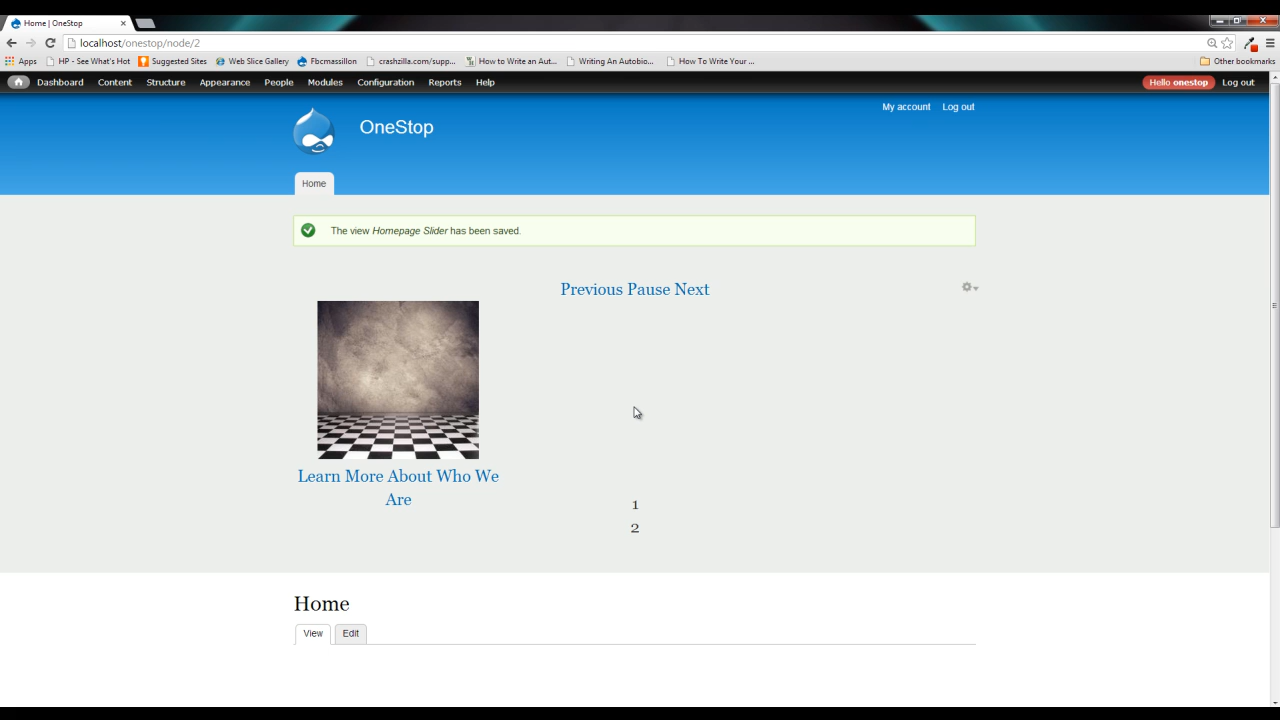 Home | OneStop
localhost/onestop/node/2
Apps HP - See What's Hot Suggested Sites Web Slice Gallery Fbcmassillon crashzilla.com/supp... How to Write an Aut... Writing An Autobio... How To Write Your ... Other bookmarks
Dashboard Content Structure Appearance People Modules Configuration Reports Help Hello onestop Log out
My account Log out
OneStop
Home
The view Homepage Slider has been saved.
Previous Pause Next
Learn More About Who We
Are
1
2
Home
View Edit